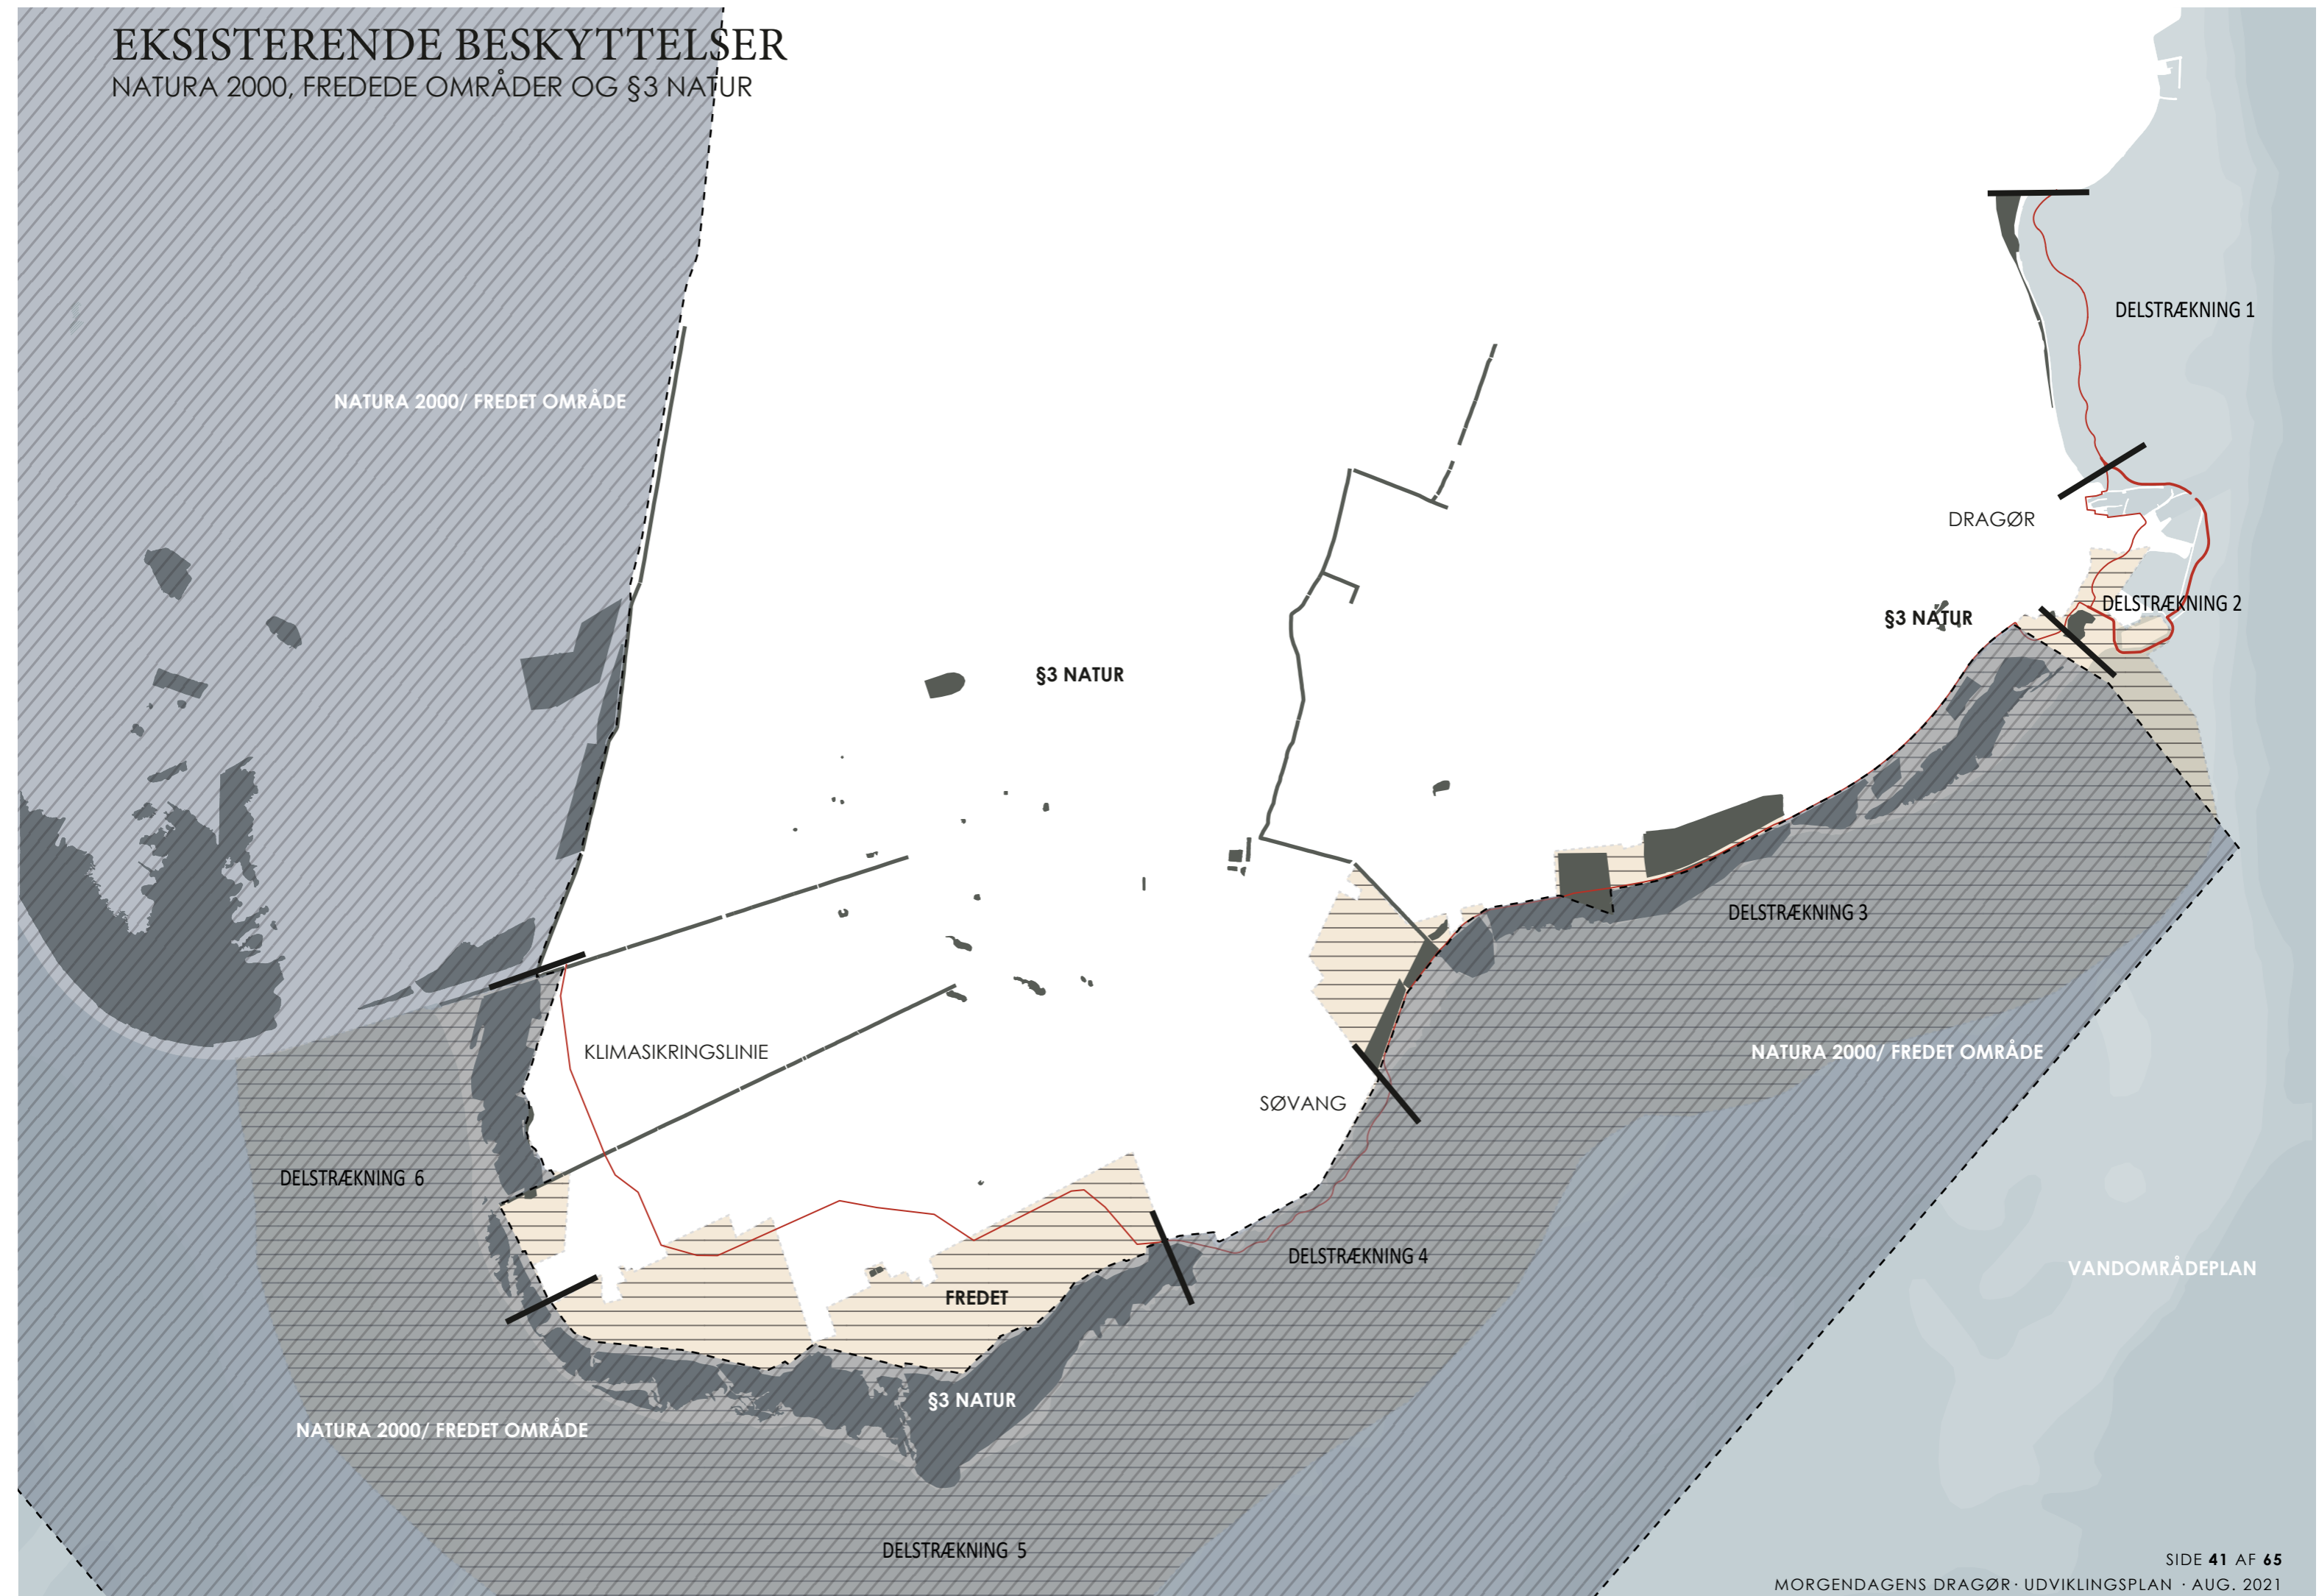 EKSISTERENDE BESKYTTELSER
NATURA 2000, FREDEDE OMRÅDER OG §3 NATUR
DELSTRÆKNING 1
NATURA 2000/ FREDET OMRÅDE
DRAGØR
DELSTRÆKNING 2
§3 NATUR
§3 NATUR
DELSTRÆKNING 3
KLIMASIKRINGSLINIE
NATURA 2000/ FREDET OMRÅDE
SØVANG
DELSTRÆKNING 6
DELSTRÆKNING 4
VANDOMRÅDEPLAN
FREDET
§3 NATUR
NATURA 2000/ FREDET OMRÅDE
DELSTRÆKNING 5
SIDE 41 AF 65
MORGENDAGENS DRAGØR · UDVIKLINGSPLAN · AUG. 2021